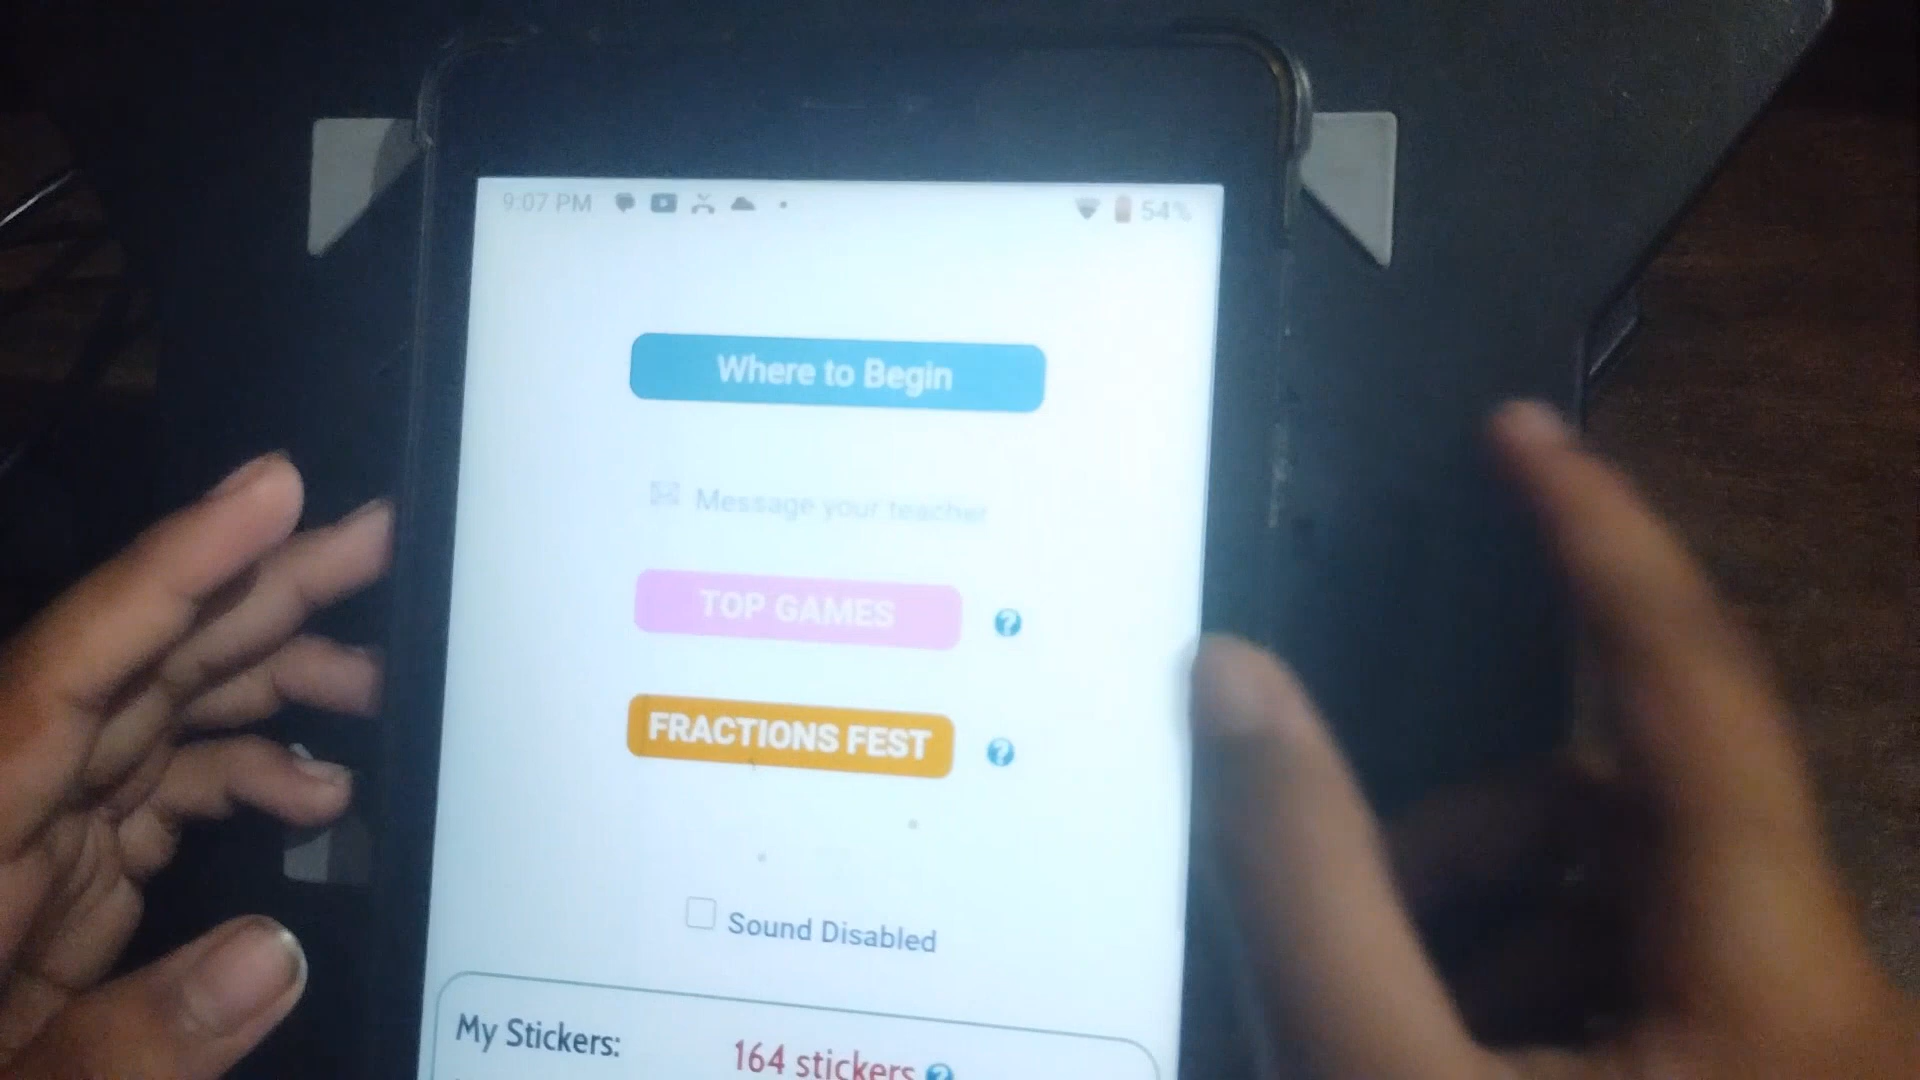 9:07 PM 54%
Where to Begin
Message your teacher
TOP GAMES ?
FRACTIONS FEST ?
Sound Disabled
My Stickers: 164 stickers ?